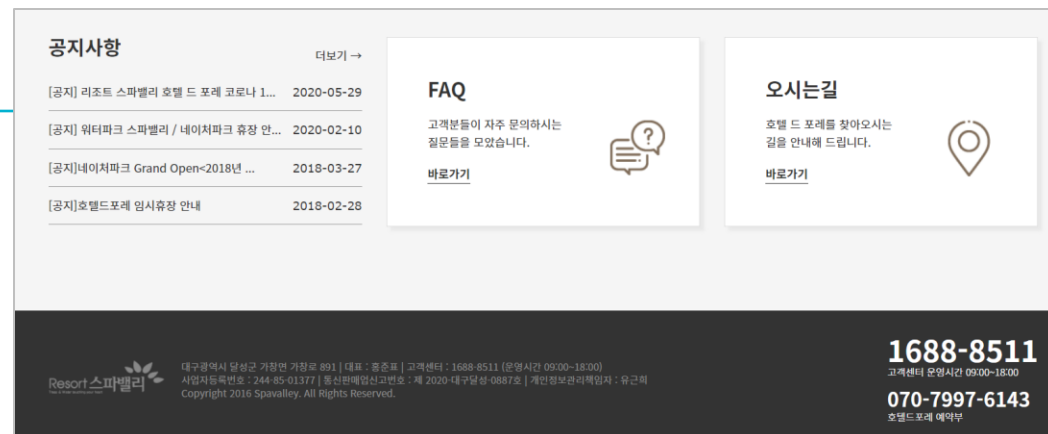 공지사항
더보기 →
[공지] 리조트 스파밸리 호텔 드 포레 코로나 1... 2020-05-29
[공지] 워터파크 스파밸리 / 네이처파크 휴장 안... 2020-02-10
[공지]네이처파크 Grand Open<2018년 ... 2018-03-27
[공지]호텔드포레 임시휴장 안내 2018-02-28
FAQ
고객분들이 자주 문의하시는
질문들을 모았습니다.
바로가기
오시는길
호텔 드 포레를 찾아오시는
길을 안내해 드립니다.
바로가기
Resort 스파밸리
대구광역시 달성군 가창면 가창로 891 | 대표 : 홍준표 | 고객센터 : 1688-8511 (운영시간 09:00~18:00)
사업자등록번호 : 244-85-01377 | 통신판매업신고번호 : 제 2020-대구달성-0887호 | 개인정보관리책임자 : 유근희
Copyright 2016 Spavalley. All Rights Reserved.
1688-8511
고객센터 운영시간 09:00~18:00
070-7997-6143
호텔드포레 예약부